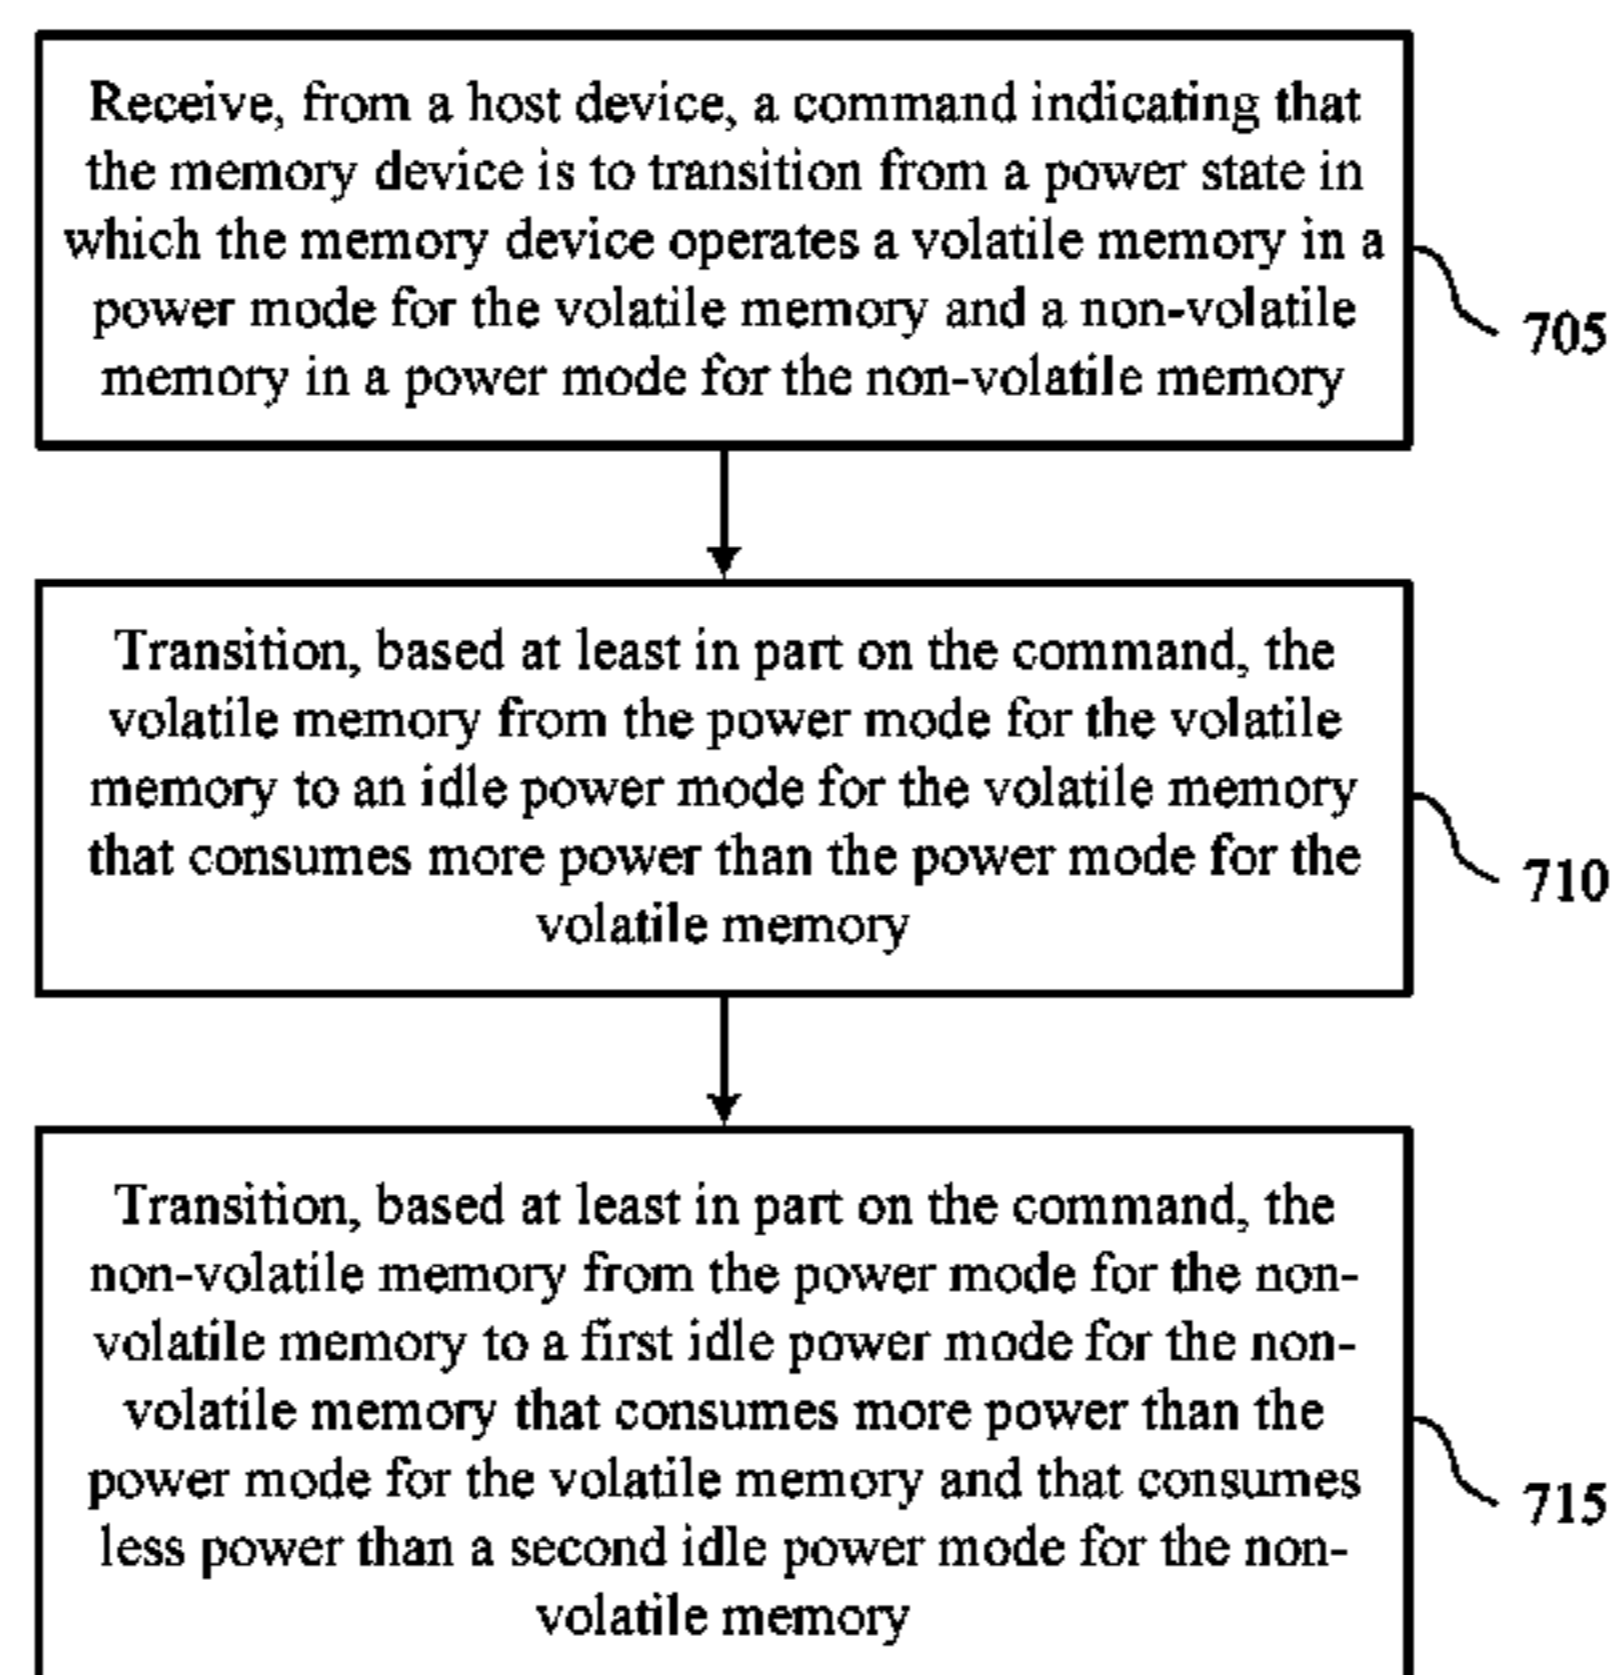 Receive, from a host device, a command indicating that
the memory device is to transition from a power state in
which the memory device operates a volatile memory in a
power mode for the volatile memory and a non-volatile
memory in a power mode for the non-volatile memory
705
Transition, based at least in part on the command, the
volatile memory from the power mode for the volatile
memory to an idle power mode for the volatile memory
that consumes more power than the power mode for the
volatile memory
710
Transition, based at least in part on the command, the
non-volatile memory from the power mode for the non-
volatile memory to a first idle power mode for the non-
volatile memory that consumes more power than the
power mode for the volatile memory and that consumes
less power than a second idle power mode for the non-
volatile memory
715